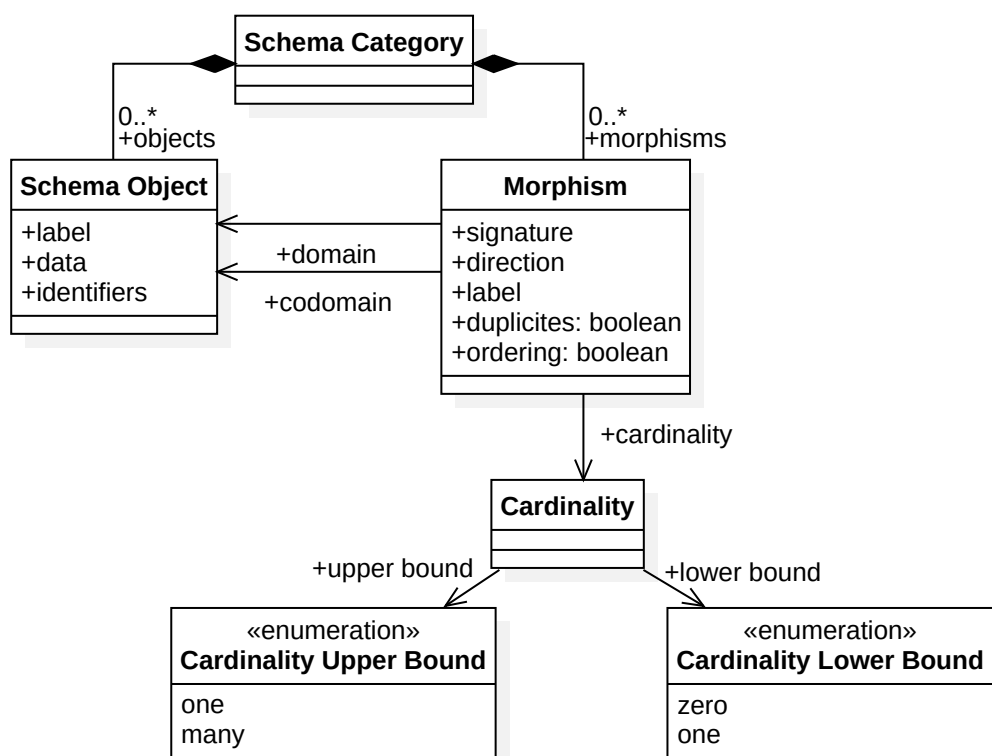 Schema Category
0..*
+objects
0..*
+morphisms
Schema Object
+label
+data
+identifiers
+domain
+codomain
Morphism
+signature
+direction
+label
+duplicites: boolean
+ordering: boolean
+cardinality
Cardinality
+upper bound
+lower bound
«enumeration»
Cardinality Upper Bound
one
many
«enumeration»
Cardinality Lower Bound
zero
one